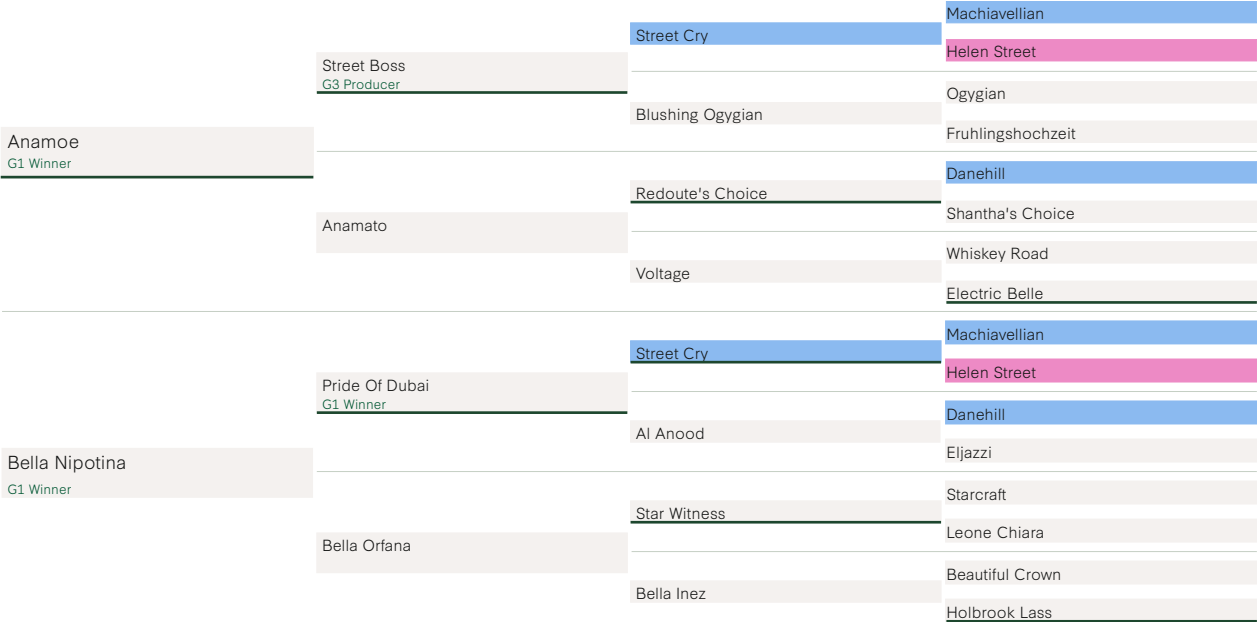 Anamoe
G1 Winner
Bella Nipotina
G1 Winner
Street Boss
G3 Producer
Anamato
Pride Of Dubai
G1 Winner
Bella Orfana
Street Cry
Blushing Ogygian
Redoute's Choice
Voltage
Street Cry
Al Anood
Star Witness
Bella Inez
Machiavellian
Helen Street
Ogygian
Fruhlingshochzeit
Danehill
Shantha's Choice
Whiskey Road
Electric Belle
Machiavellian
Helen Street
Danehill
Eljazzi
Starcraft
Leone Chiara
Beautiful Crown
Holbrook Lass